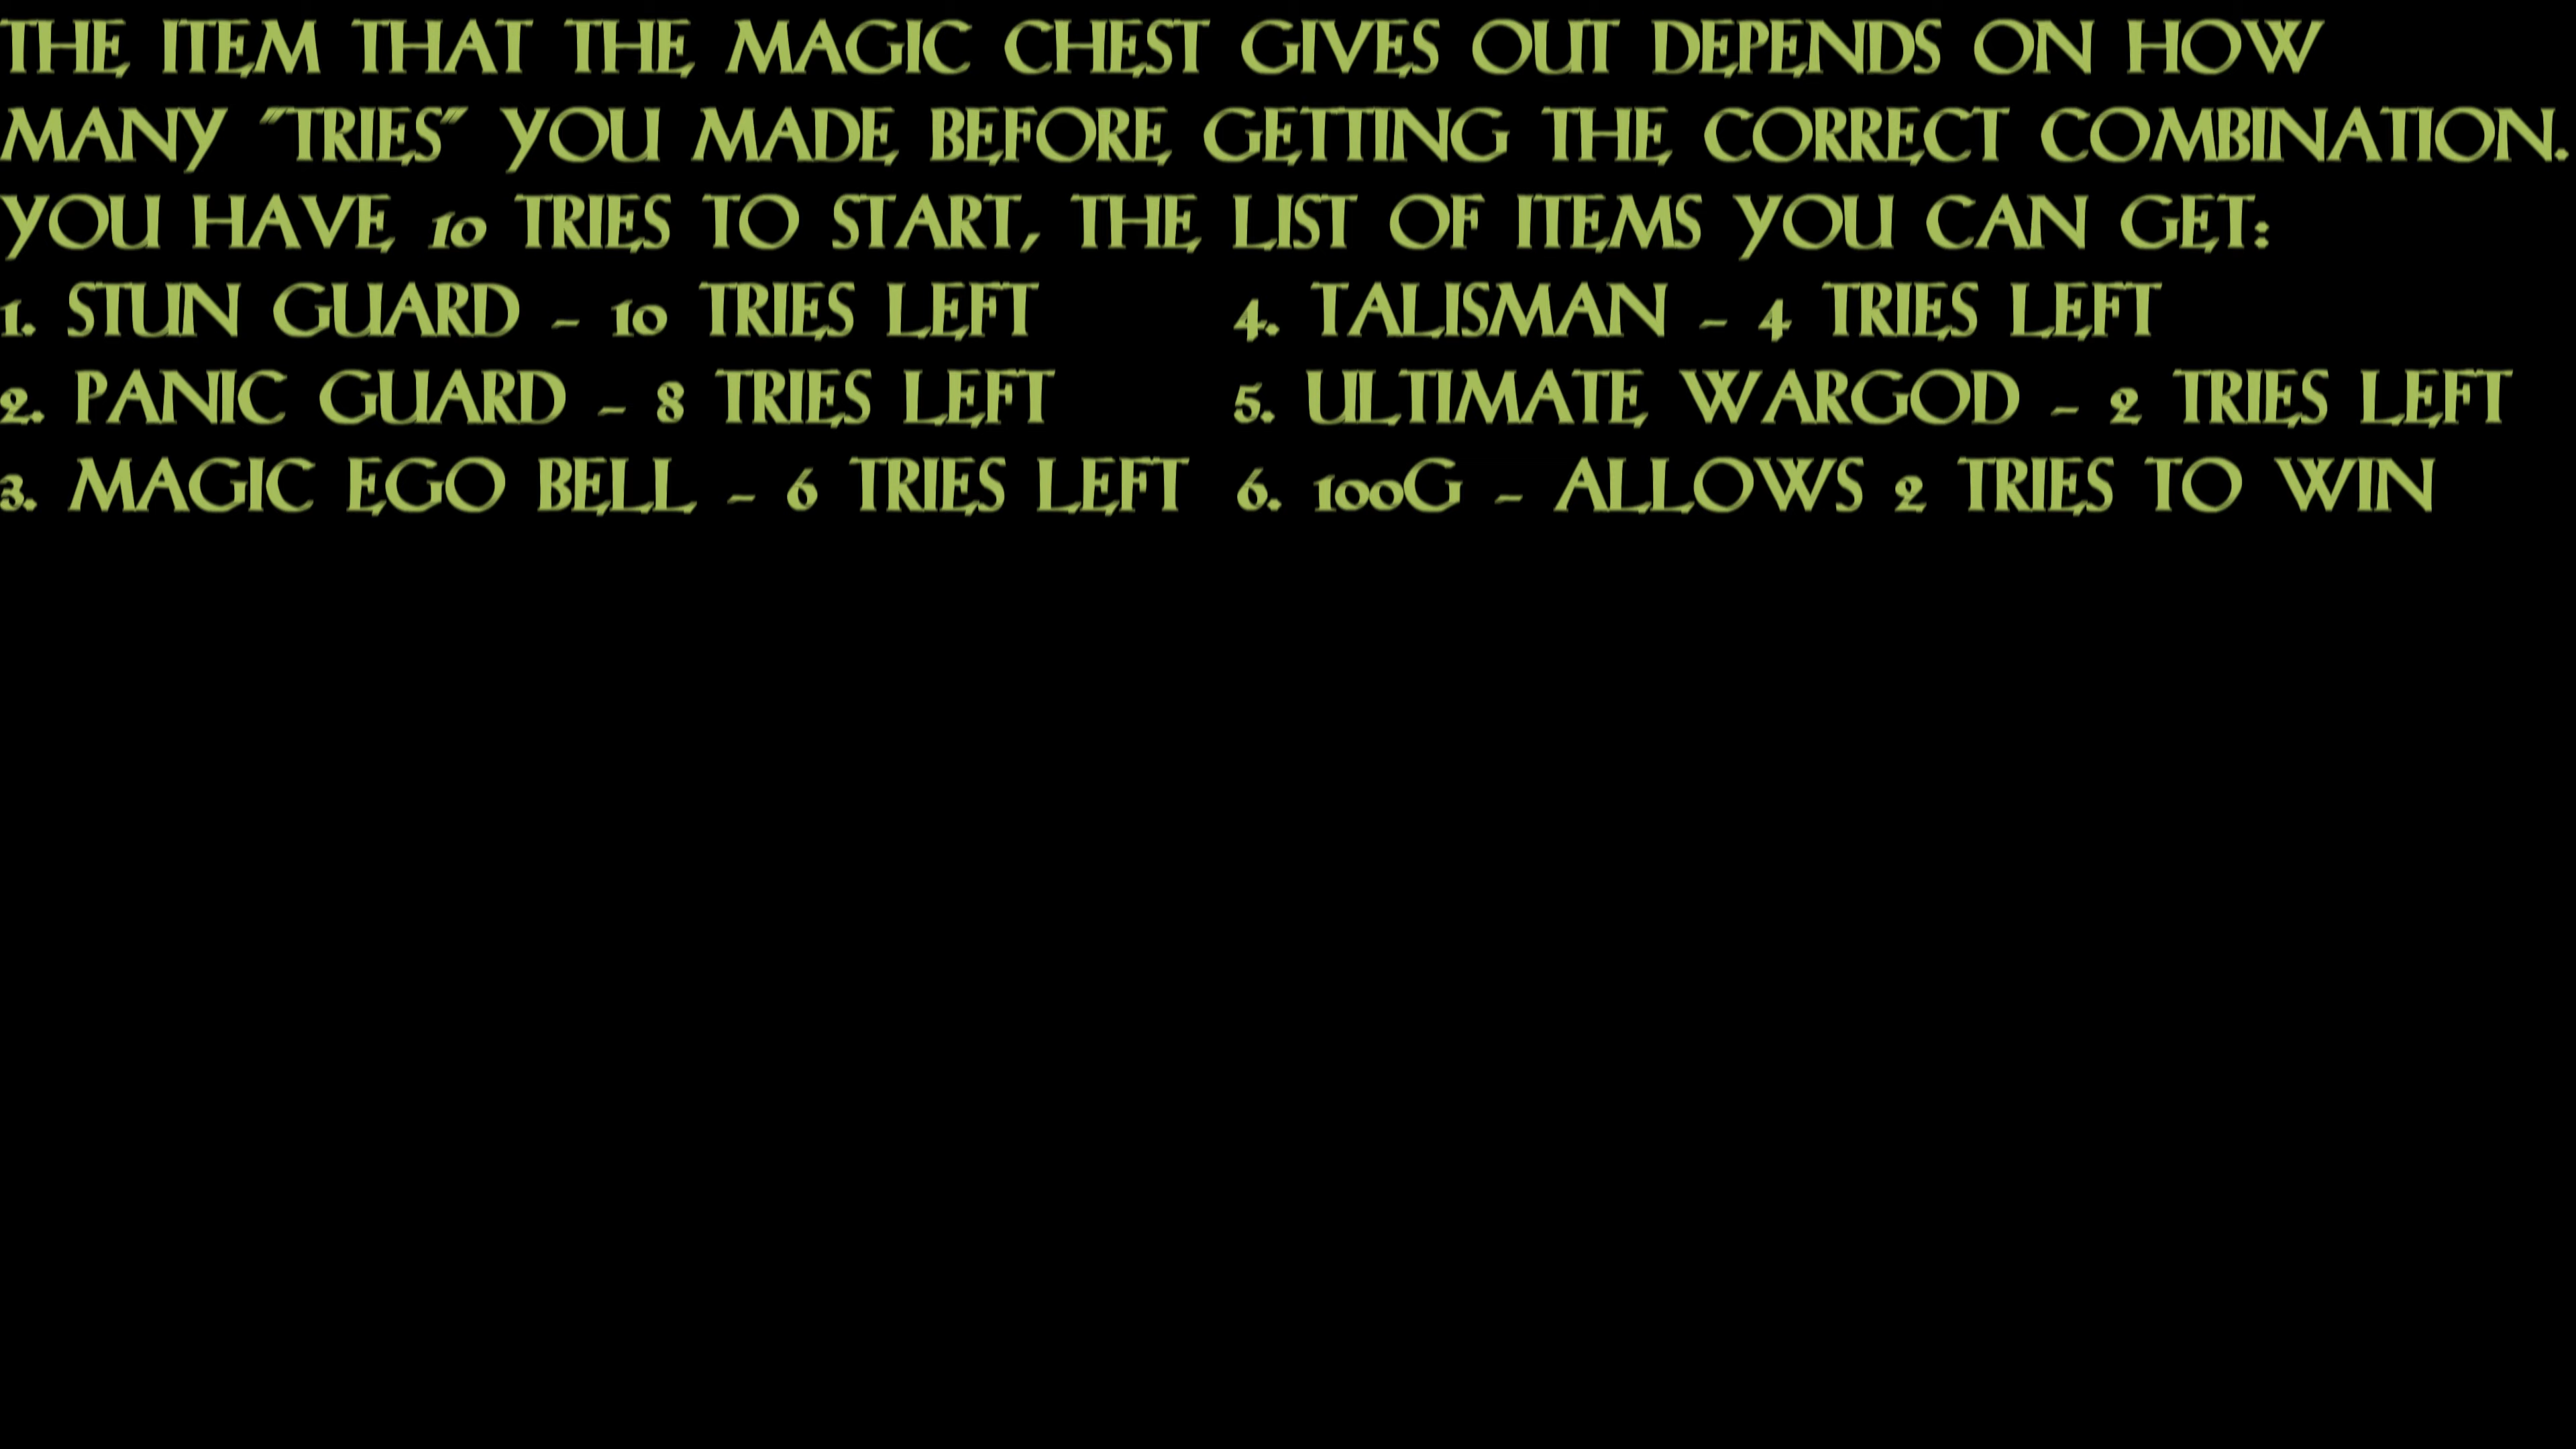 THE ITEM THAT THE MAGIC CHEST GIVES OUT DEPENDS ON HOW
MANY "TRIES" YOU MADE BEFORE GETTING THE CORRECT COMBINATION.
YOU HAVE 10 TRIES TO START, THE LIST OF ITEMS YOU CAN GET:
1. STUN GUARD - 10 TRIES LEFT 4. TALISMAN - 4 TRIES LEFT
2. PANIC GUARD - 8 TRIES LEFT 5. ULTIMATE WARGOD - 2 TRIES LEFT
3. MAGIC EGO BELL - 6 TRIES LEFT 6. 100G - ALLOWS 2 TRIES TO WIN